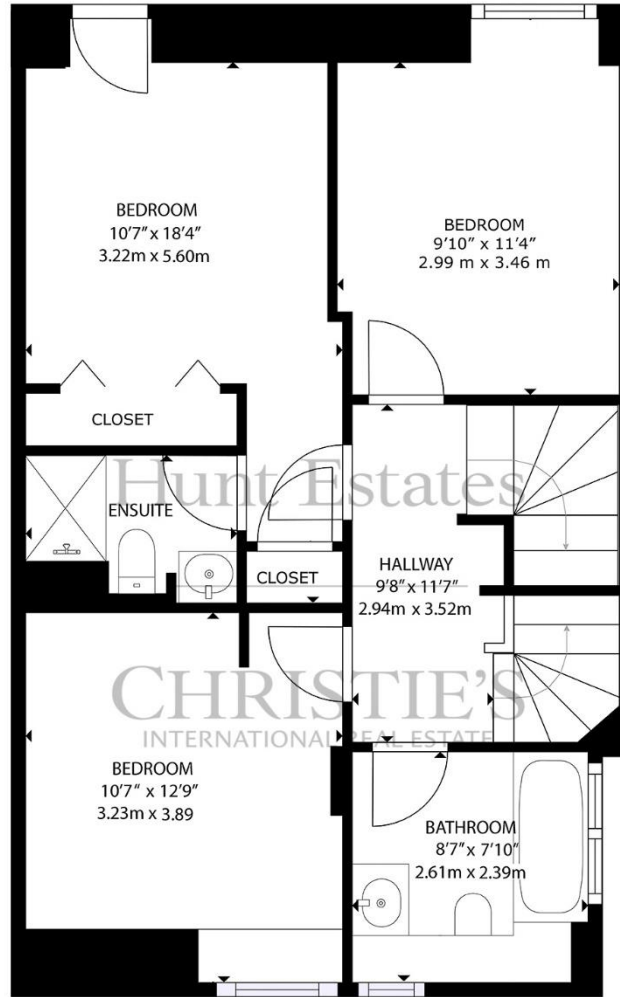 BEDROOM
10'7" x 18'4"
3.22m x 5.60m
BEDROOM
9'10" x 11'4"
2.99 m x 3.46 m
CLOSET
Hunt Estates
ENSUITE
CLOSET
HALLWAY
9'8" x 11'7"
2.94m x 3.52m
CHRISTIE'S
INTERNATIONAL REAL ESTATE
BEDROOM
10'7" x 12'9"
3.23m x 3.89
BATHROOM
8'7" x 7'10"
2.61m x 2.39m